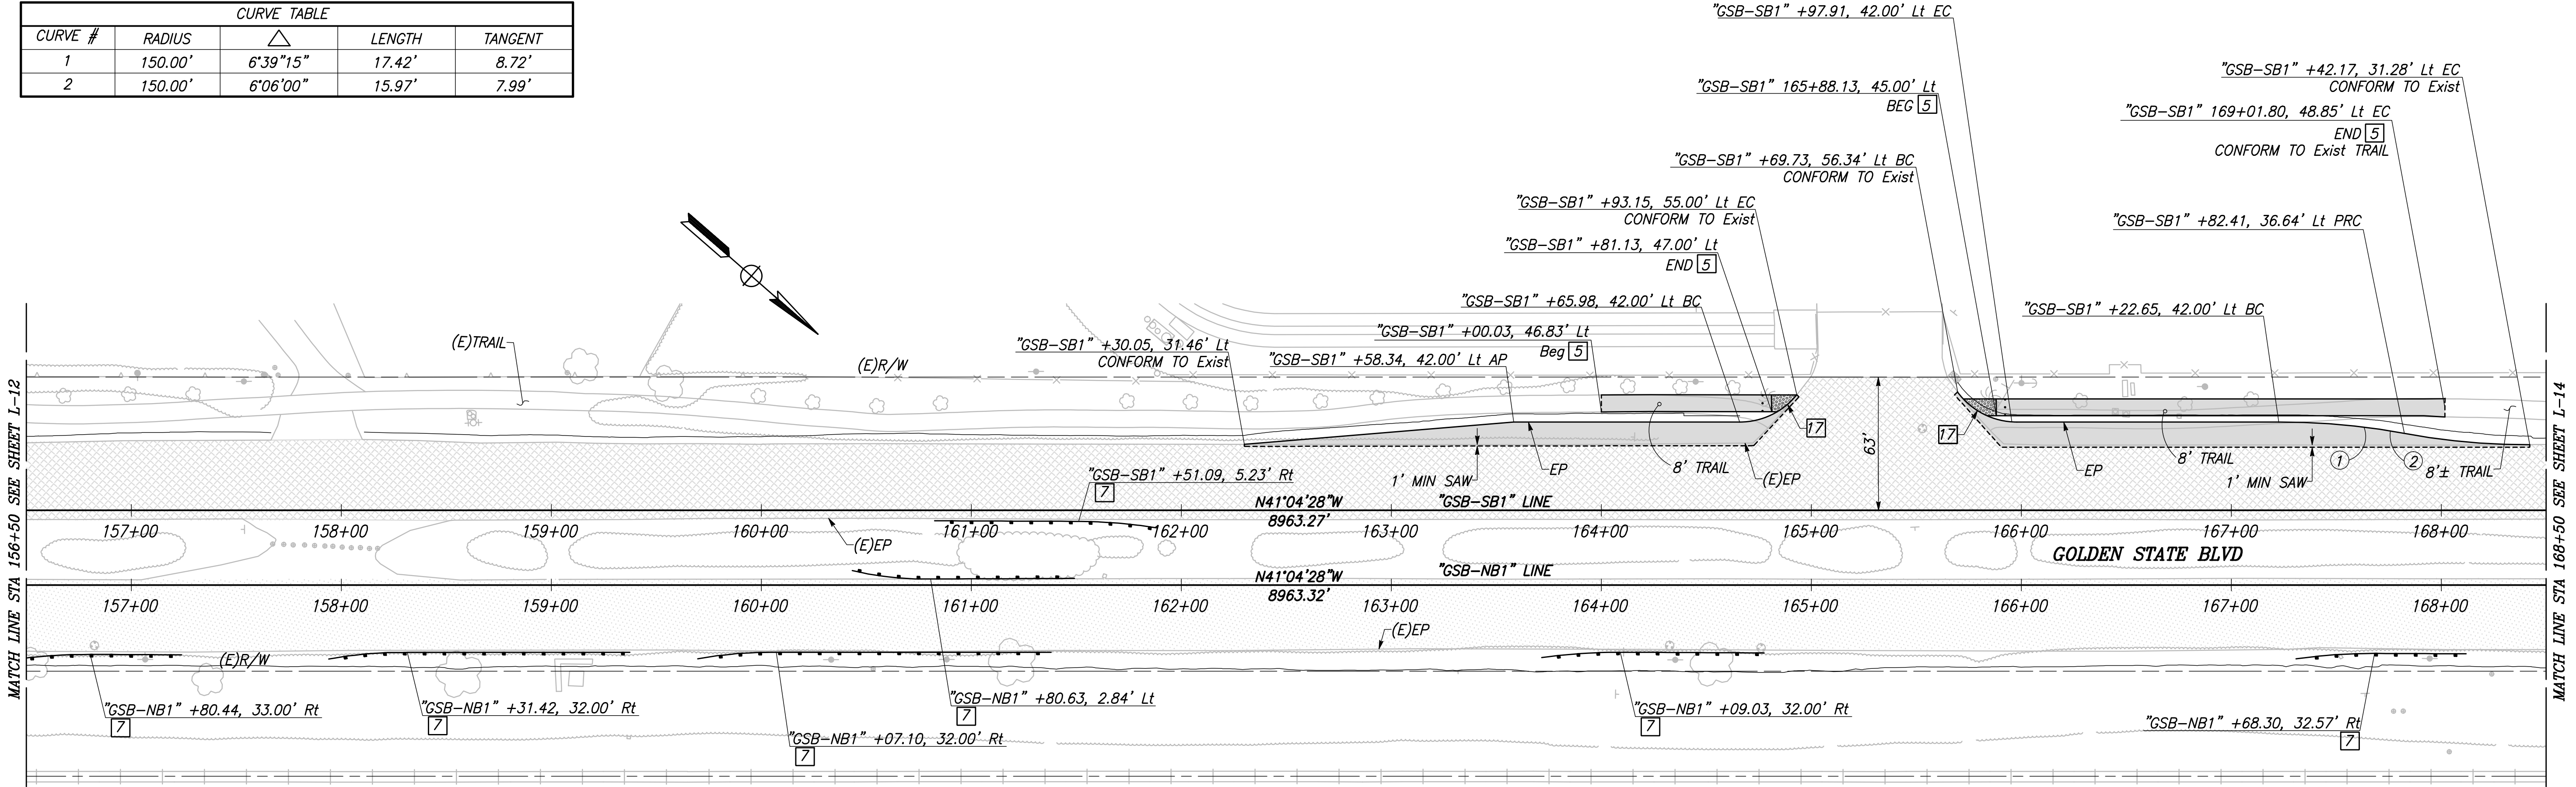 CURVE TABLE
CURVE # RADIUS △ LENGTH TANGENT
1 150.00' 6°39"15" 17.42' 8.72'
2 150.00' 6°06'00" 15.97' 7.99'
"GSB-SB1" +97.91, 42.00' Lt EC
"GSB-SB1" 165+88.13, 45.00' Lt
BEG 5
"GSB-SB1" +69.73, 56.34' Lt BC
CONFORM TO Exist
"GSB-SB1" +93.15, 55.00' Lt EC
CONFORM TO Exist
"GSB-SB1" +81.13, 47.00' Lt
END 5
"GSB-SB1" +65.98, 42.00' Lt BC
"GSB-SB1" +00.03, 46.83' Lt
Beg 5
"GSB-SB1" +30.05, 31.46' Lt
CONFORM TO Exist
"GSB-SB1" +58.34, 42.00' Lt AP
"GSB-SB1" +42.17, 31.28' Lt EC
CONFORM TO Exist
"GSB-SB1" 169+01.80, 48.85' Lt EC
END 5
CONFORM TO Exist TRAIL
"GSB-SB1" +82.41, 36.64' Lt PRC
"GSB-SB1" +22.65, 42.00' Lt BC
(E)TRAIL
(E)R/W
MATCH LINE STA 156+50 SEE SHEET L-12
MATCH LINE STA 168+50 SEE SHEET L-14
17
17
63'
1' MIN SAW
EP
8' TRAIL
(E)EP
EP
8' TRAIL
1' MIN SAW
1
2
8'± TRAIL
"GSB-SB1" +51.09, 5.23' Rt
7
N41°04'28"W
8963.27'
"GSB-SB1" LINE
157+00 158+00 159+00 160+00 161+00 162+00 163+00 164+00 165+00 166+00 167+00 168+00
(E)EP
GOLDEN STATE BLVD
N41°04'28"W
8963.32'
"GSB-NB1" LINE
157+00 158+00 159+00 160+00 161+00 162+00 163+00 164+00 165+00 166+00 167+00 168+00
(E)EP
(E)R/W
"GSB-NB1" +80.44, 33.00' Rt
7
"GSB-NB1" +31.42, 32.00' Rt
7
"GSB-NB1" +07.10, 32.00' Rt
7
"GSB-NB1" +80.63, 2.84' Lt
7
"GSB-NB1" +09.03, 32.00' Rt
7
"GSB-NB1" +68.30, 32.57' Rt
7